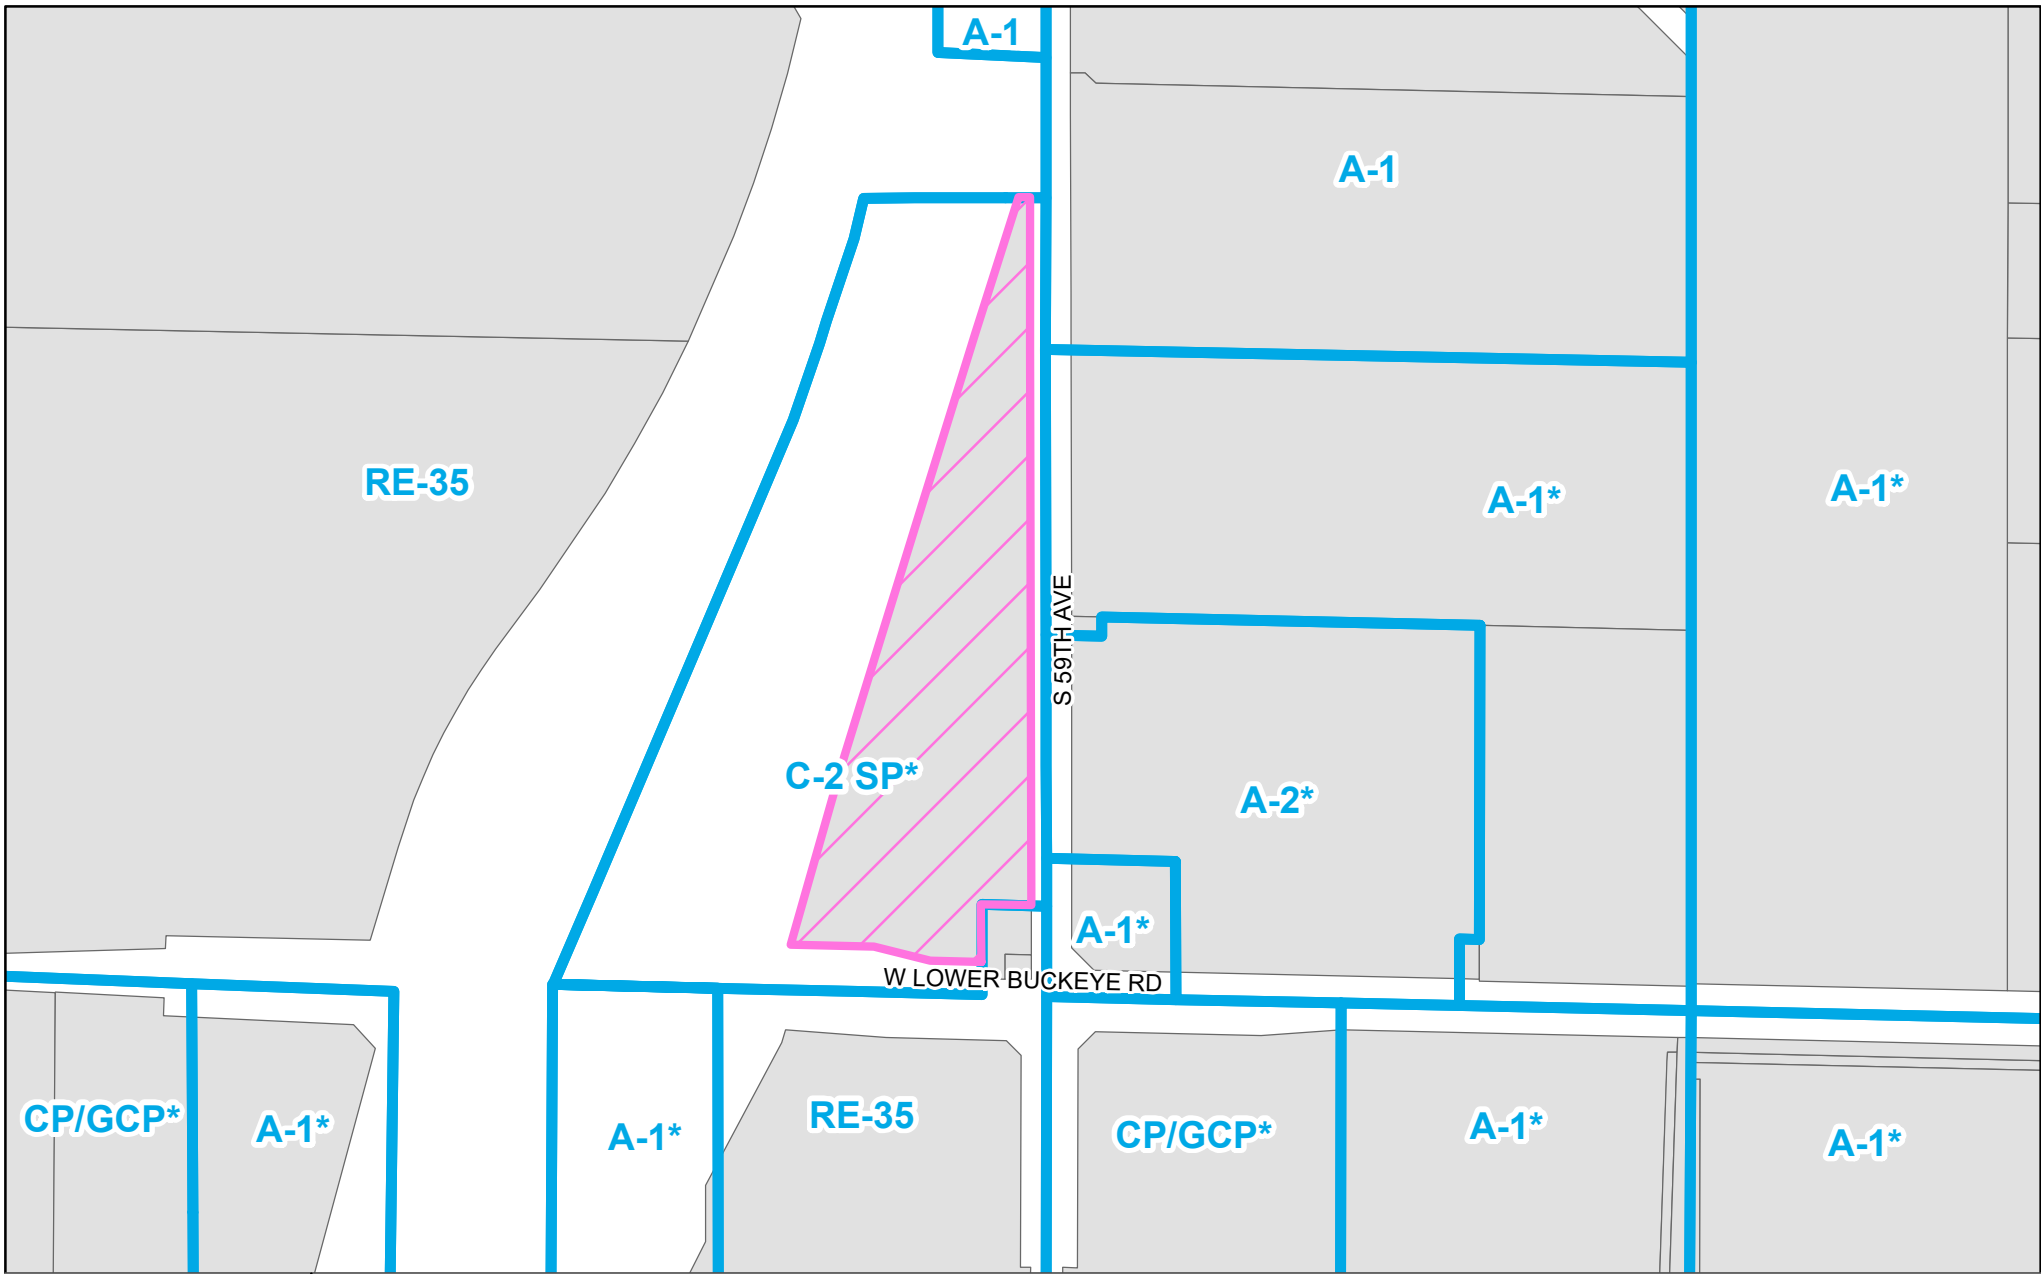 A-1
A-1
RE-35
A-1*
A-1*
S 59TH AVE
C-2 SP*
A-2*
A-1*
W LOWER BUCKEYE RD
CP/GCP*
A-1*
A-1*
RE-35
CP/GCP*
A-1*
A-1*